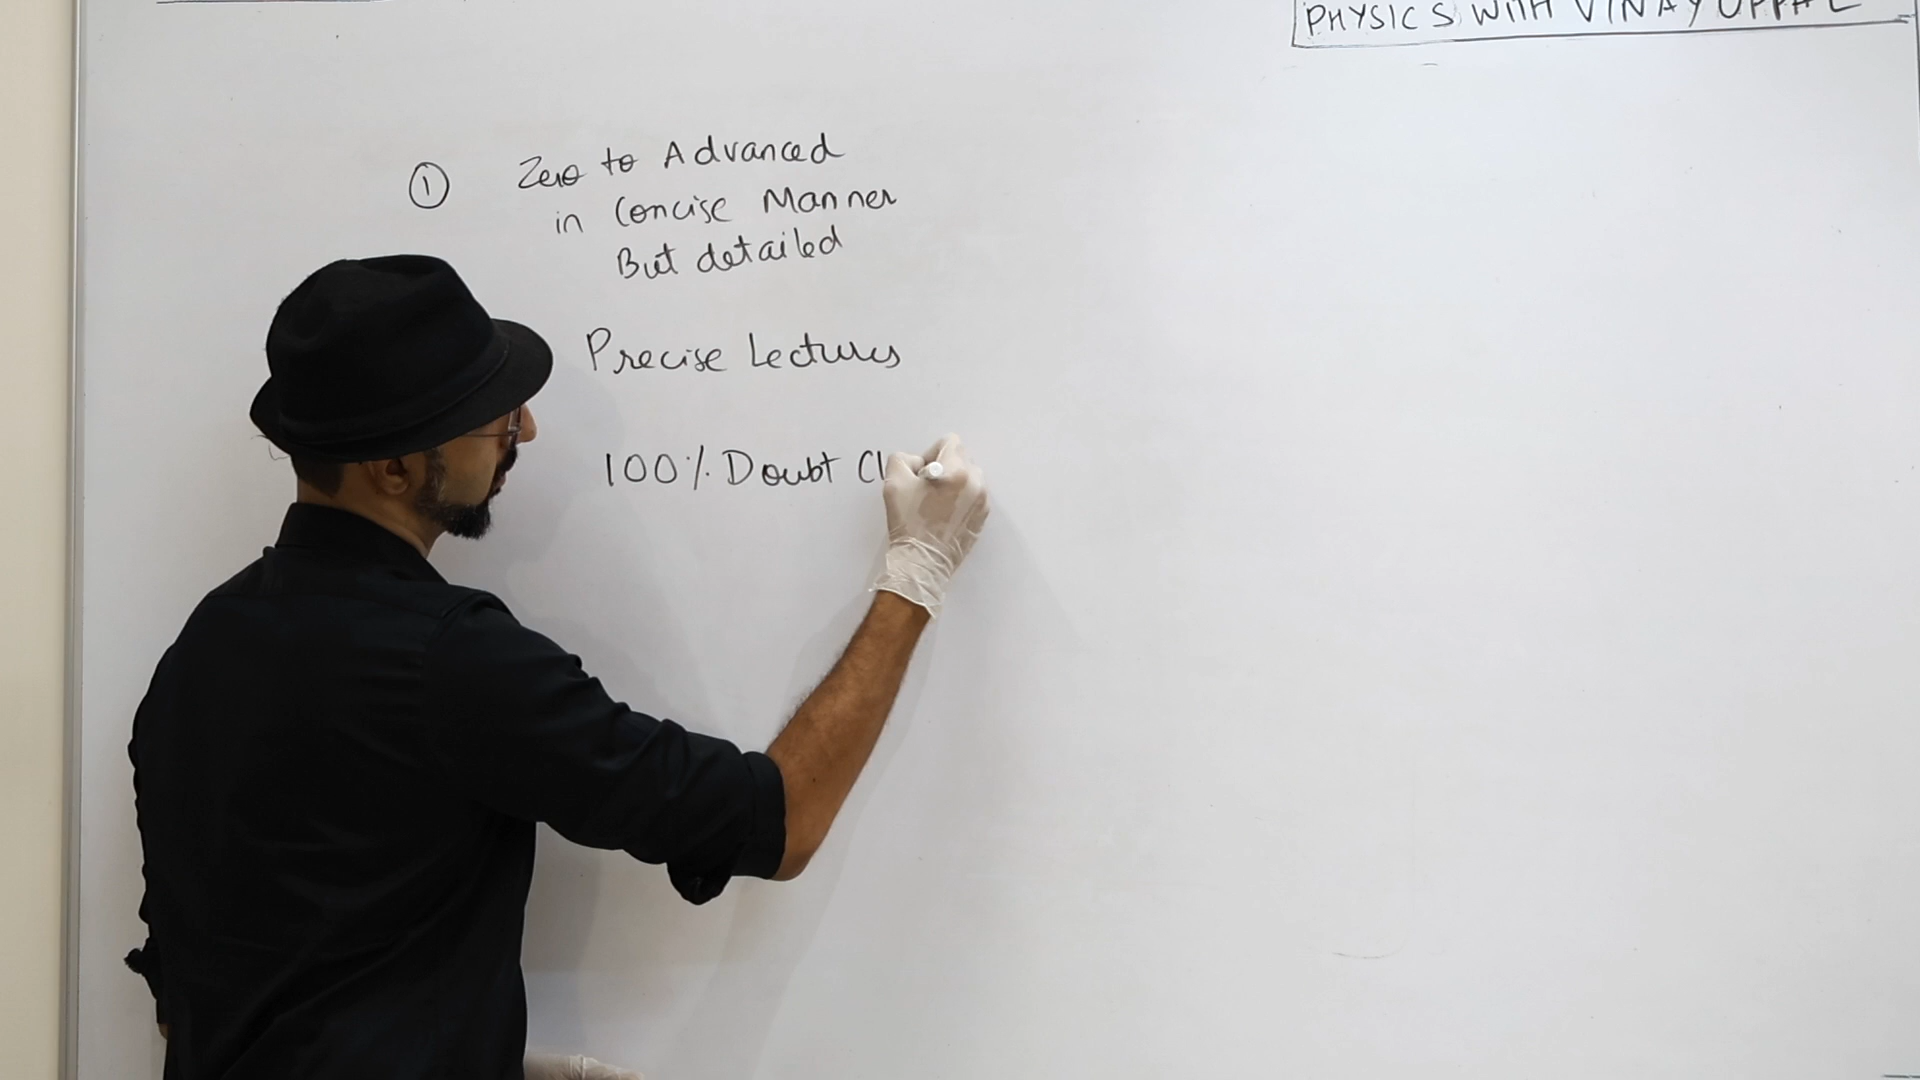 PHYSICS WITH VINAY UPPAL
① Zero to Advanced
in Concise Manner
But detailed
Precise Lectures
100% Doubt Cl